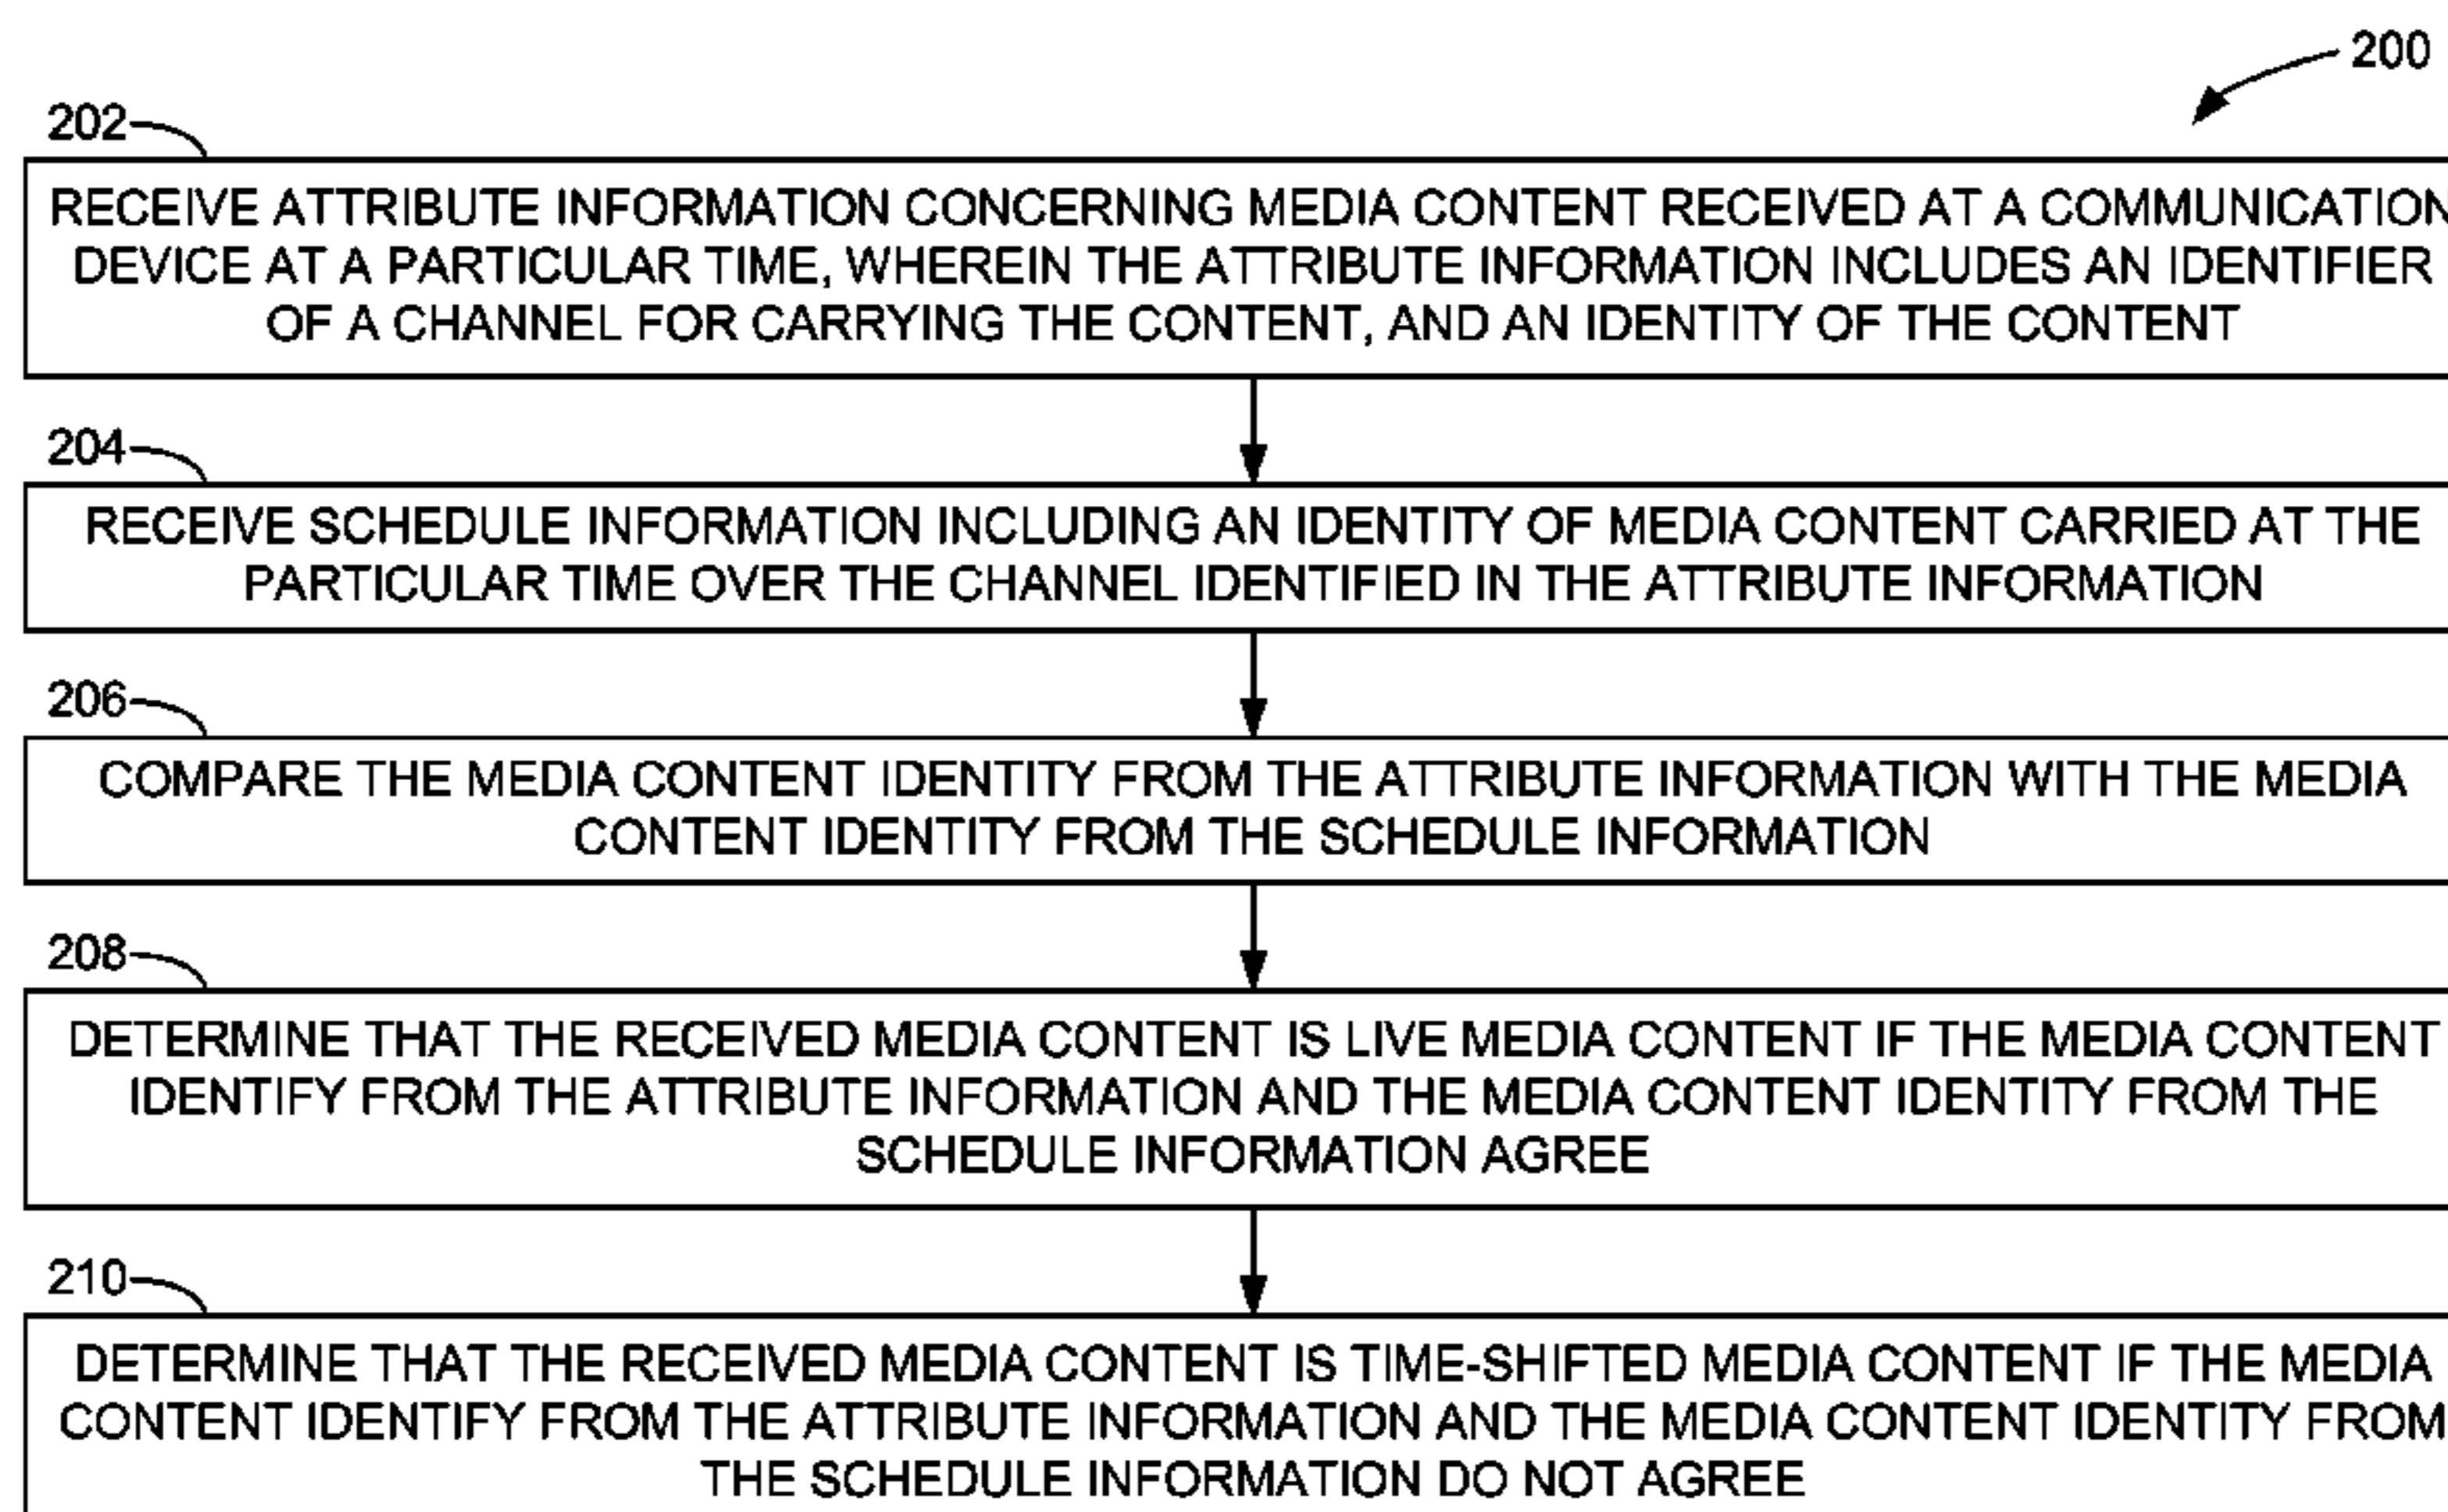 200
202
RECEIVE ATTRIBUTE INFORMATION CONCERNING MEDIA CONTENT RECEIVED AT A COMMUNICATION
DEVICE AT A PARTICULAR TIME, WHEREIN THE ATTRIBUTE INFORMATION INCLUDES AN IDENTIFIER
OF A CHANNEL FOR CARRYING THE CONTENT, AND AN IDENTITY OF THE CONTENT
204
RECEIVE SCHEDULE INFORMATION INCLUDING AN IDENTITY OF MEDIA CONTENT CARRIED AT THE
PARTICULAR TIME OVER THE CHANNEL IDENTIFIED IN THE ATTRIBUTE INFORMATION
206
COMPARE THE MEDIA CONTENT IDENTITY FROM THE ATTRIBUTE INFORMATION WITH THE MEDIA
CONTENT IDENTITY FROM THE SCHEDULE INFORMATION
208
DETERMINE THAT THE RECEIVED MEDIA CONTENT IS LIVE MEDIA CONTENT IF THE MEDIA CONTENT
IDENTIFY FROM THE ATTRIBUTE INFORMATION AND THE MEDIA CONTENT IDENTITY FROM THE
SCHEDULE INFORMATION AGREE
210
DETERMINE THAT THE RECEIVED MEDIA CONTENT IS TIME-SHIFTED MEDIA CONTENT IF THE MEDIA
CONTENT IDENTIFY FROM THE ATTRIBUTE INFORMATION AND THE MEDIA CONTENT IDENTITY FROM
THE SCHEDULE INFORMATION DO NOT AGREE